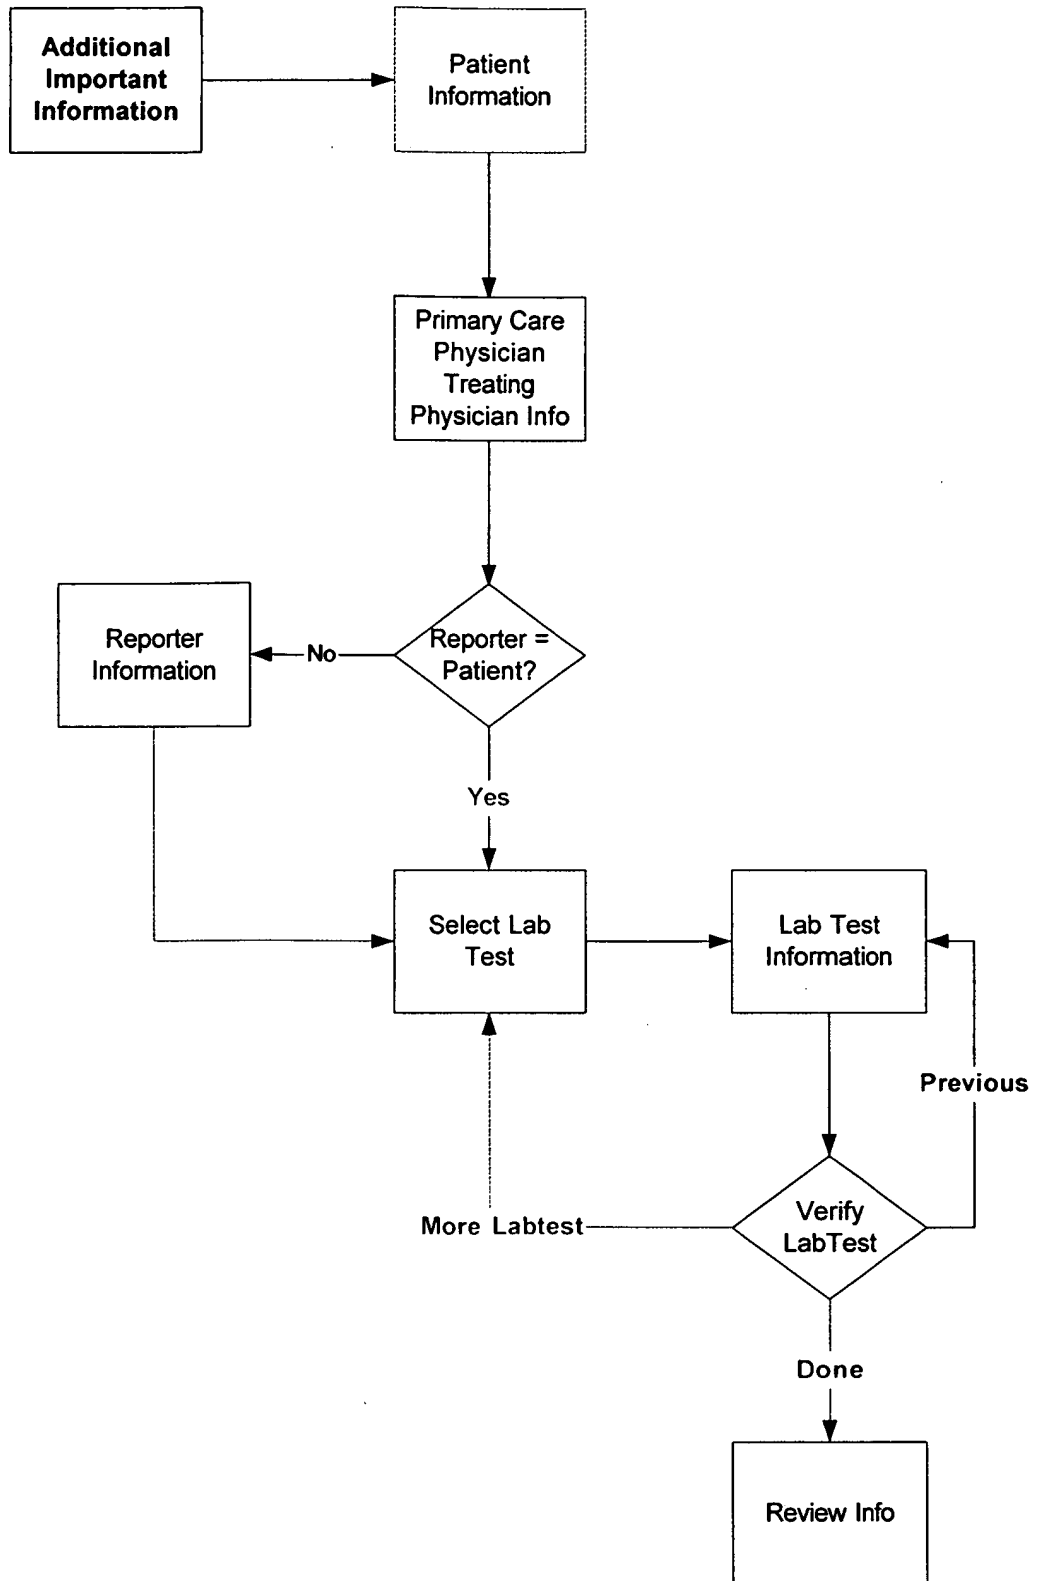 Additional
Important
Information
Patient
Information
Primary Care
Physician
Treating
Physician Info
Reporter
Information
No
Reporter =
Patient?
Yes
Select Lab
Test
Lab Test
Information
Previous
More Labtest
Verify
LabTest
Done
Review Info